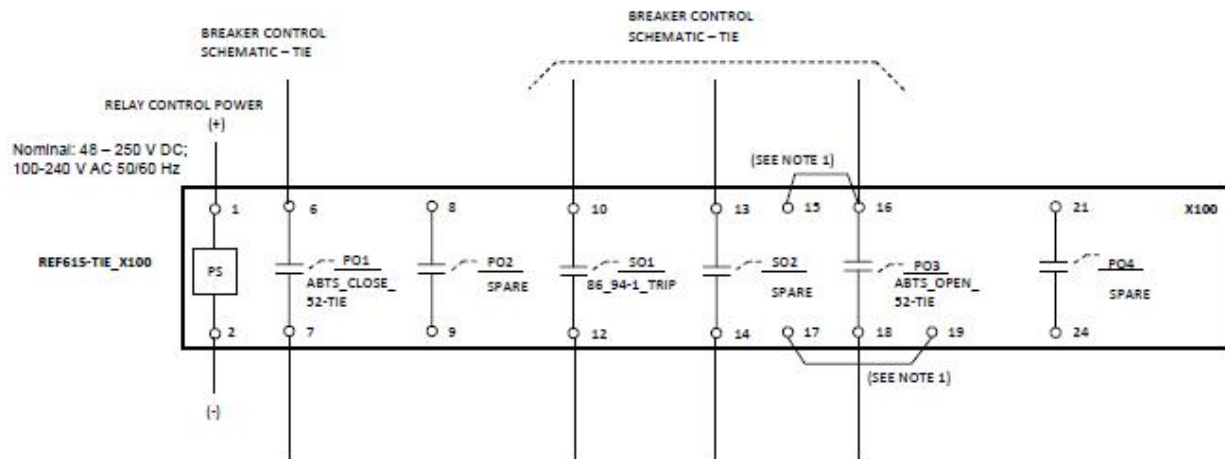 BREAKER CONTROL
SCHEMATIC – TIE
BREAKER CONTROL
SCHEMATIC – TIE
RELAY CONTROL POWER
(+)
Nominal: 48 – 250 V DC;
100-240 V AC 50/60 Hz
(SEE NOTE 1)
1
6
8
10
13
15
16
21
X100
REF615-TIE_X100
PS
PO1
ABTS_CLOSE_
52-TIE
PO2
SPARE
SO1
86_94-1_TRIP
SO2
SPARE
PO3
ABTS_OPEN_
52-TIE
PO4
SPARE
2
7
9
12
14
17
18
19
24
(SEE NOTE 1)
(-)